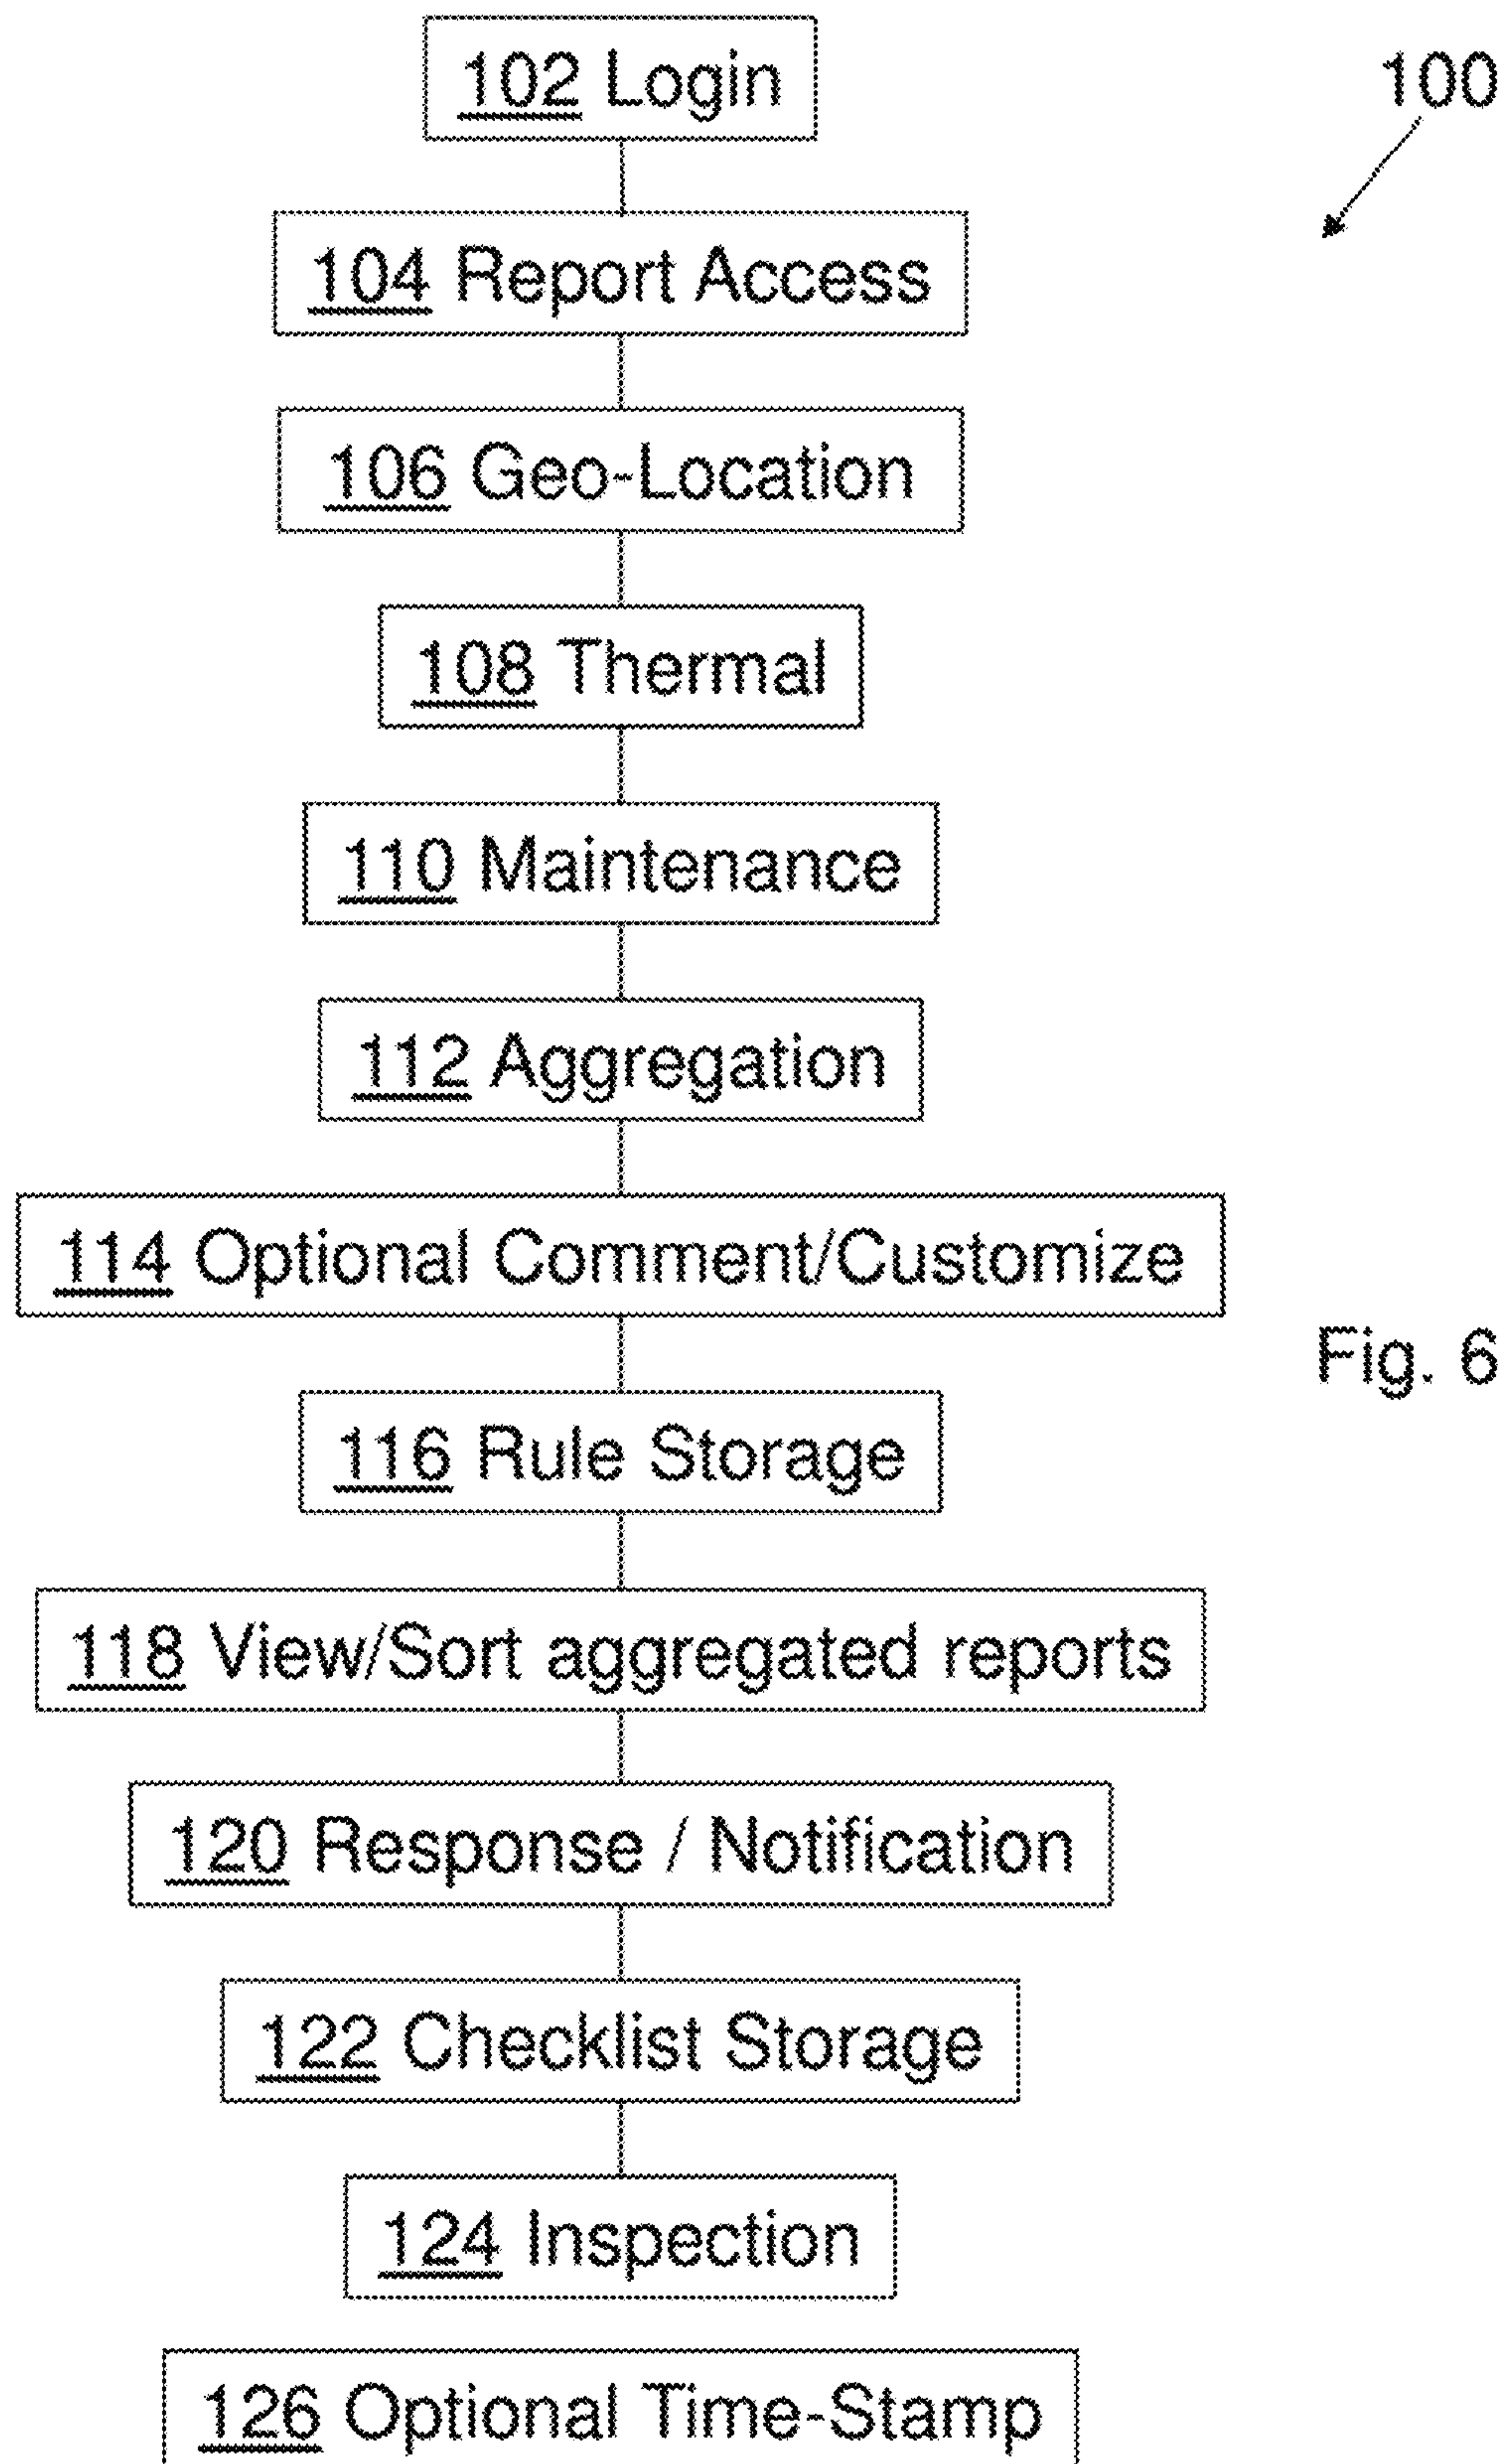 102 Login
100
104 Report Access
106 Geo-Location
108 Thermal
110 Maintenance
112 Aggregation
114 Optional Comment/Customize
Fig. 6
116 Rule Storage
118 View/Sort aggregated reports
120 Response / Notification
122 Checklist Storage
124 Inspection
126 Optional Time-Stamp